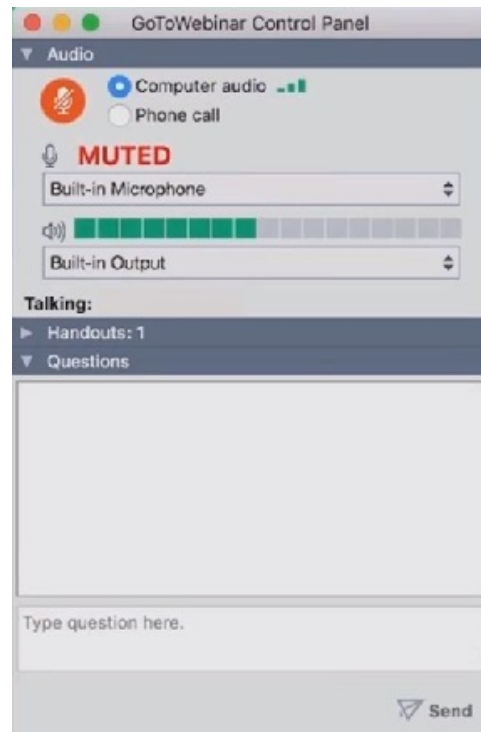 GoToWebinar Control Panel
Audio
Computer audio
Phone call
MUTED
Built-in Microphone
Built-in Output
Talking:
Handouts: 1
Questions
Type question here.
Send